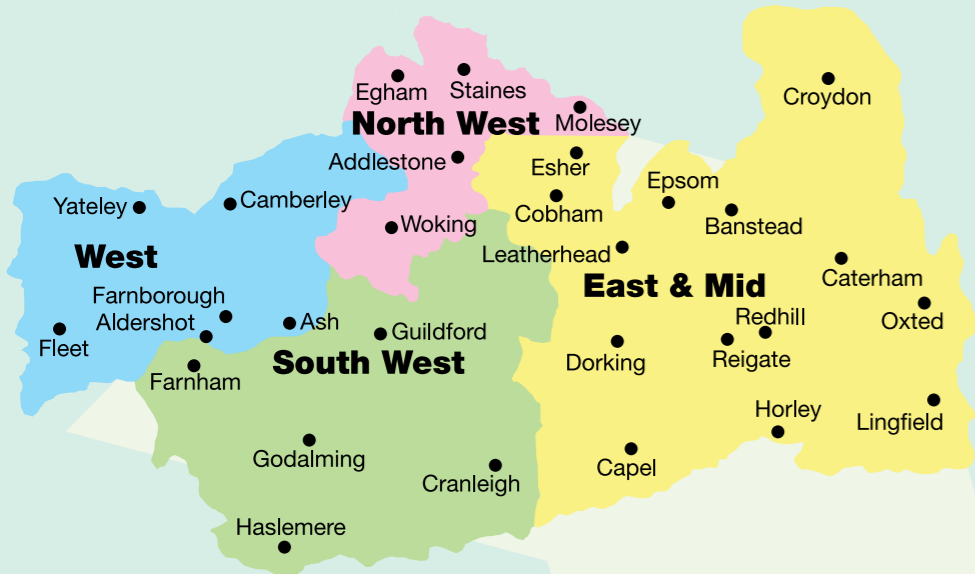 Croydon
Egham
Staines
North West
Molesey
Addlestone
Esher
Epsom
Yateley
Camberley
Cobham
Woking
Banstead
West
Leatherhead
East & Mid
Caterham
Farnborough
Aldershot
Ash
Guildford
Redhill
Oxted
Fleet
South West
Dorking
Reigate
Farnham
Horley
Lingfield
Godalming
Capel
Cranleigh
Haslemere